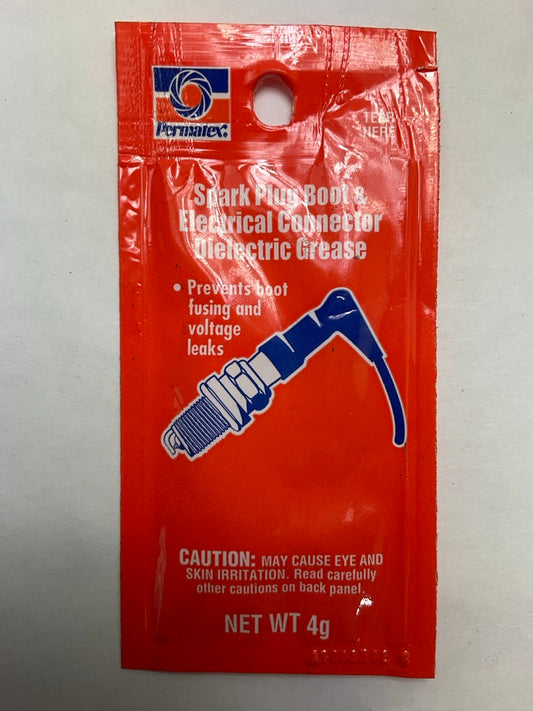 Permatex®
TEAR
HERE
Spark Plug Boot &
Electrical Connector
Dielectric Grease
• Prevents boot
fusing and
voltage
leaks
CAUTION: MAY CAUSE EYE AND
SKIN IRRITATION. Read carefully
other cautions on back panel.
NET WT 4g